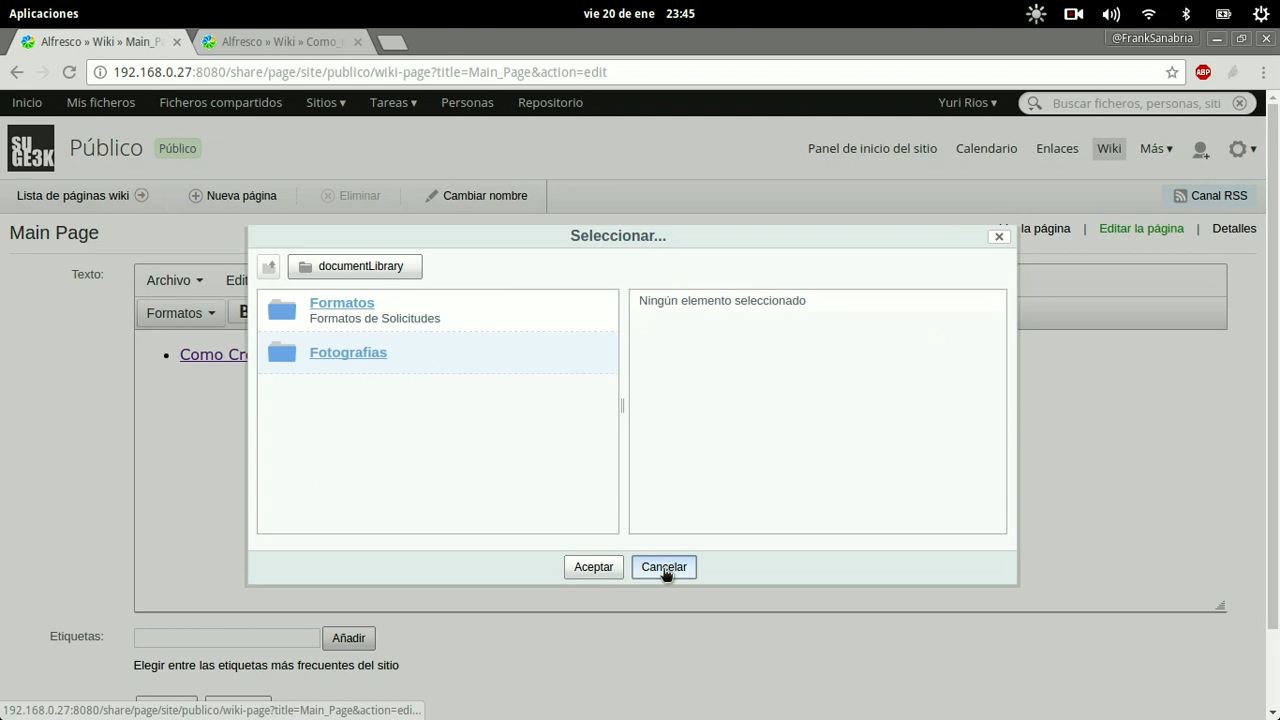 Aplicaciones
vie 20 de ene 23:45
Alfresco » Wiki » Main_P
Alfresco » Wiki » Como_
@FrankSanabria
192.168.0.27:8080/share/page/site/publico/wiki-page?title=Main_Page&action=edit
ABP
Inicio Mis ficheros Ficheros compartidos Sitios Tareas Personas Repositorio
Yuri Rios
Buscar ficheros, personas, siti
SU GE3K
Público
Público
Panel de inicio del sitio Calendario Enlaces Wiki Más
Lista de páginas wiki Nueva página Eliminar Cambiar nombre
Canal RSS
Main Page
la página | Editar la página | Detalles
Seleccionar...
Texto:
Archivo
documentLibrary
Formatos
B
Formatos
Formatos de Solicitudes
Ningún elemento seleccionado
Fotografias
Como
Aceptar Cancelar
Etiquetas:
Añadir
Elegir entre las etiquetas más frecuentes del sitio
192.168.0.27:8080/share/page/site/publico/wiki-page?title=Main_Page&action=edi...